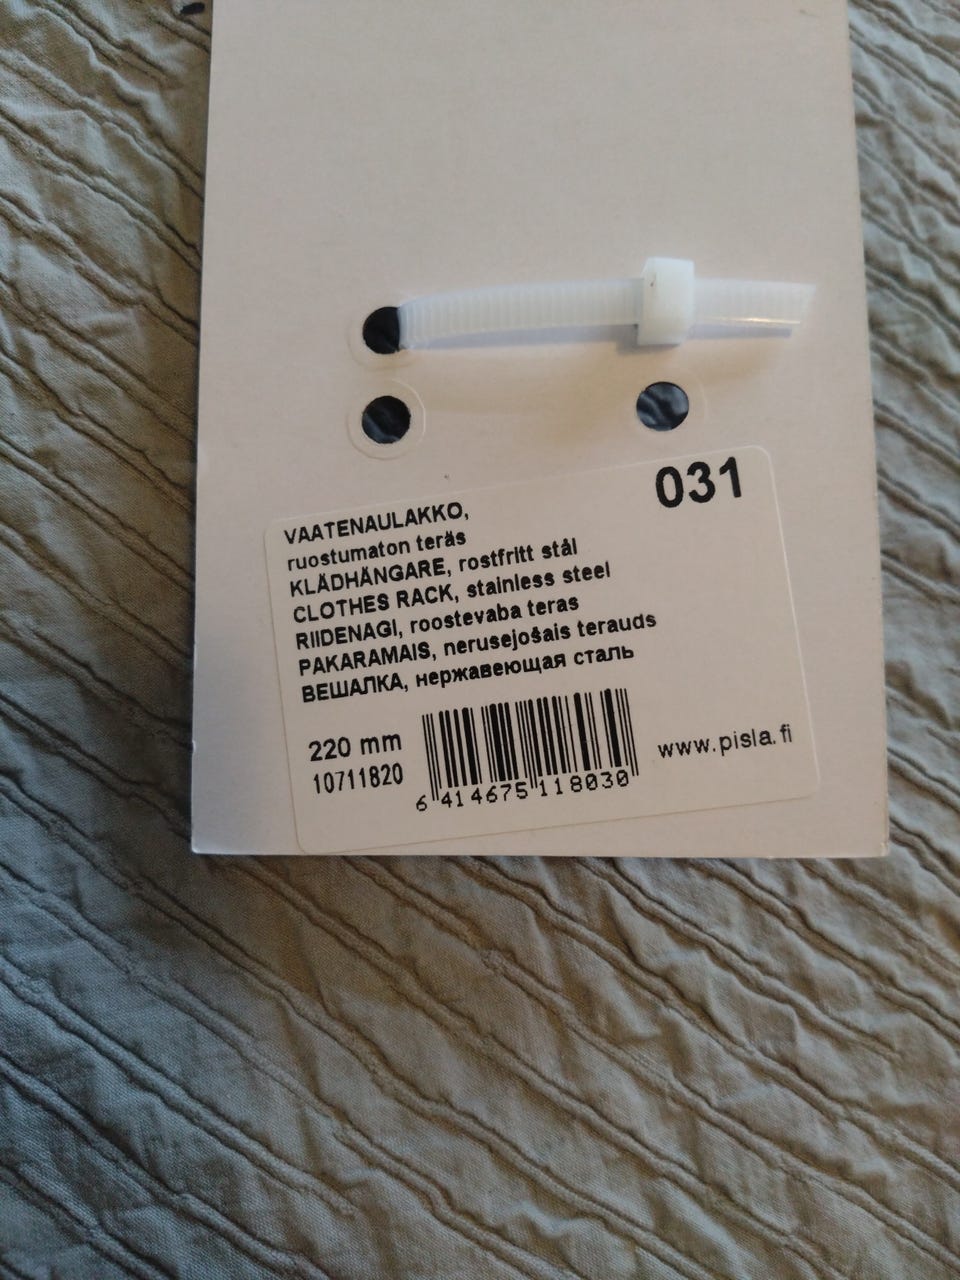 031
VAATENAULAKKO,
ruostumaton teräs
KLÄDHÄNGARE, rostfritt stål
CLOTHES RACK, stainless steel
RIIDENAGI, roostevaba teras
PAKARAMAIS, nerusejošais terauds
ВЕШАЛКА, нержавеющая сталь
220 mm
10711820
6 414675 118030
www.pisla.fi